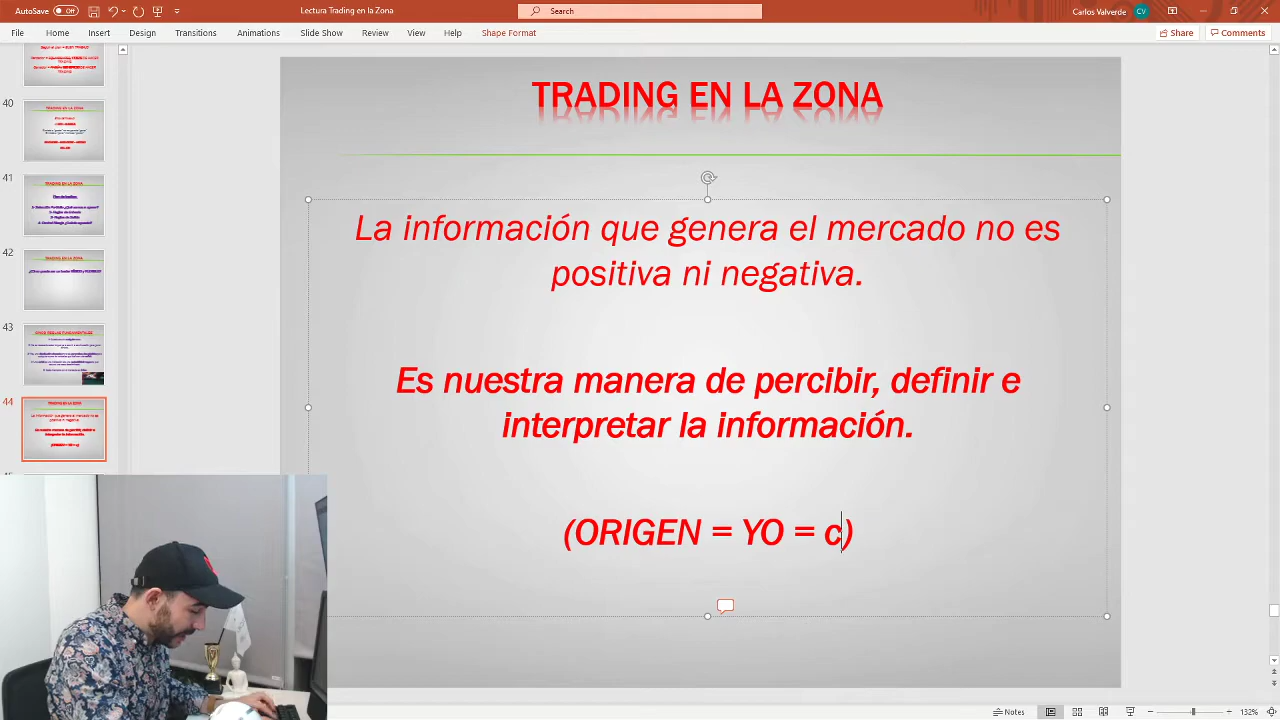 AutoSave Off Lectura Trading en la Zona Search Carlos Valverde CV
File Home Insert Design Transitions Animations Slide Show Review View Help Shape Format Share Comments
40
41
42
43
44
TRADING EN LA ZONA
La información que genera el mercado no es
positiva ni negativa.
Es nuestra manera de percibir, definir e
interpretar la información.
(ORIGEN = YO = c)
Notes 132%